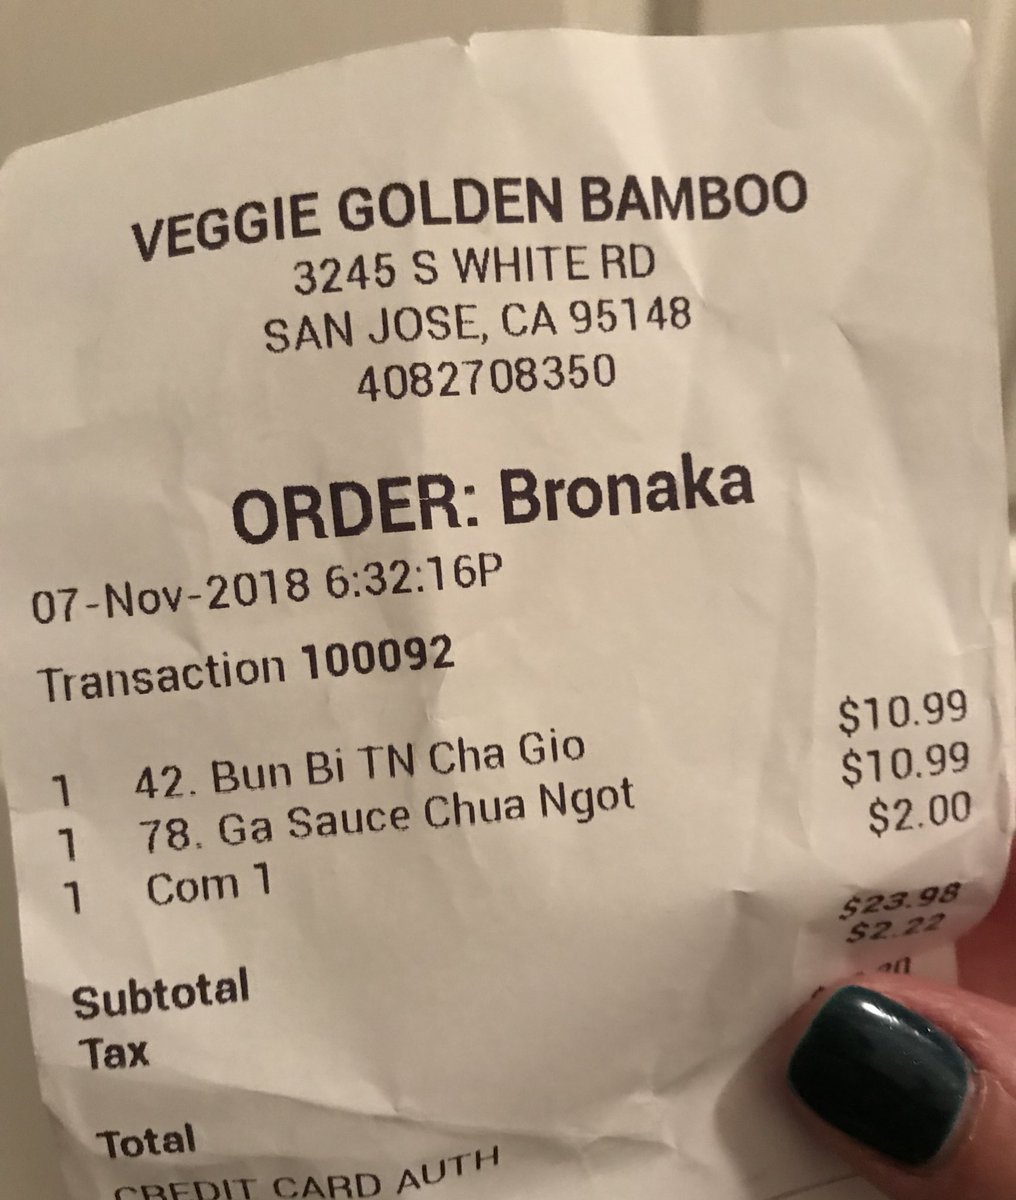 VEGGIE GOLDEN BAMBOO
3245 S WHITE RD
SAN JOSE, CA 95148
4082708350
ORDER: Bronaka
07-Nov-2018 6:32:16P
Transaction 100092
1 42. Bun Bi TN Cha Gio $10.99
1 78. Ga Sauce Chua Ngot $10.99
1 Com 1 $2.00
Subtotal $23.98
Tax $2.22
Total
CREDIT CARD AUTH